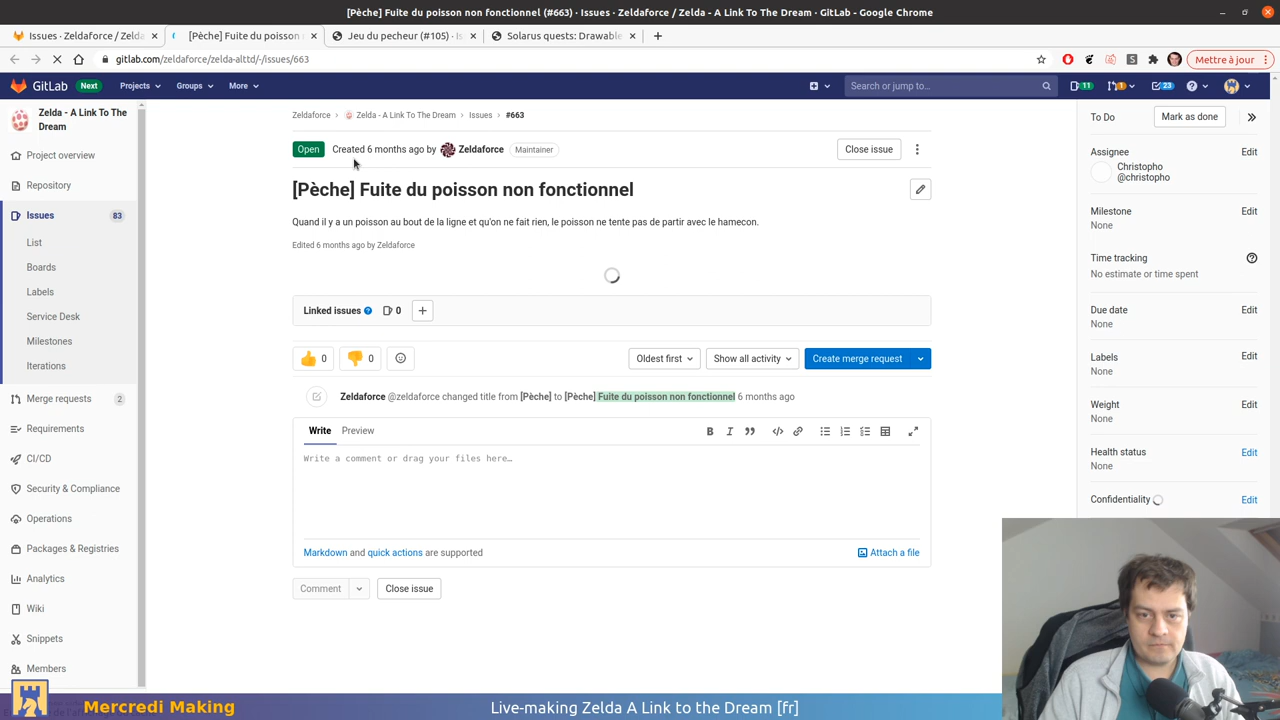 [Pèche] Fuite du poisson non fonctionnel (#663) · Issues · Zeldaforce / Zelda - A Link To The Dream · GitLab - Google Chrome
Issues · Zeldaforce / Zelda
[Pèche] Fuite du poisson
Jeu du pecheur (#105) · Is
Solarus quests: Drawable
gitlab.com/zeldaforce/zelda-alttd/-/issues/663
Mettre à jour
GitLab
Next
Projects
Groups
More
Search or jump to...
11
1
23
Zelda - A Link To The
Dream
Project overview
Repository
Issues 83
List
Boards
Labels
Service Desk
Milestones
Iterations
Merge requests 2
Requirements
CI/CD
Security & Compliance
Operations
Packages & Registries
Analytics
Wiki
Snippets
Members
Zeldaforce › Zelda - A Link To The Dream › Issues › #663
Open Created 6 months ago by Zeldaforce Maintainer
Close issue
[Pèche] Fuite du poisson non fonctionnel
Quand il y a un poisson au bout de la ligne et qu'on ne fait rien, le poisson ne tente pas de partir avec le hamecon.
Edited 6 months ago by Zeldaforce
Linked issues 0
0
0
Oldest first
Show all activity
Create merge request
Zeldaforce @zeldaforce changed title from [Pèche] to [Pèche] Fuite du poisson non fonctionnel 6 months ago
Write
Preview
Write a comment or drag your files here…
Markdown and quick actions are supported
Attach a file
Comment
Close issue
To Do
Mark as done
Assignee
Edit
Christopho
@christopho
Milestone
Edit
None
Time tracking
No estimate or time spent
Due date
Edit
None
Labels
Edit
None
Weight
Edit
None
Health status
Edit
None
Confidentiality
Edit
Mercredi Making
Live-making Zelda A Link to the Dream [fr]